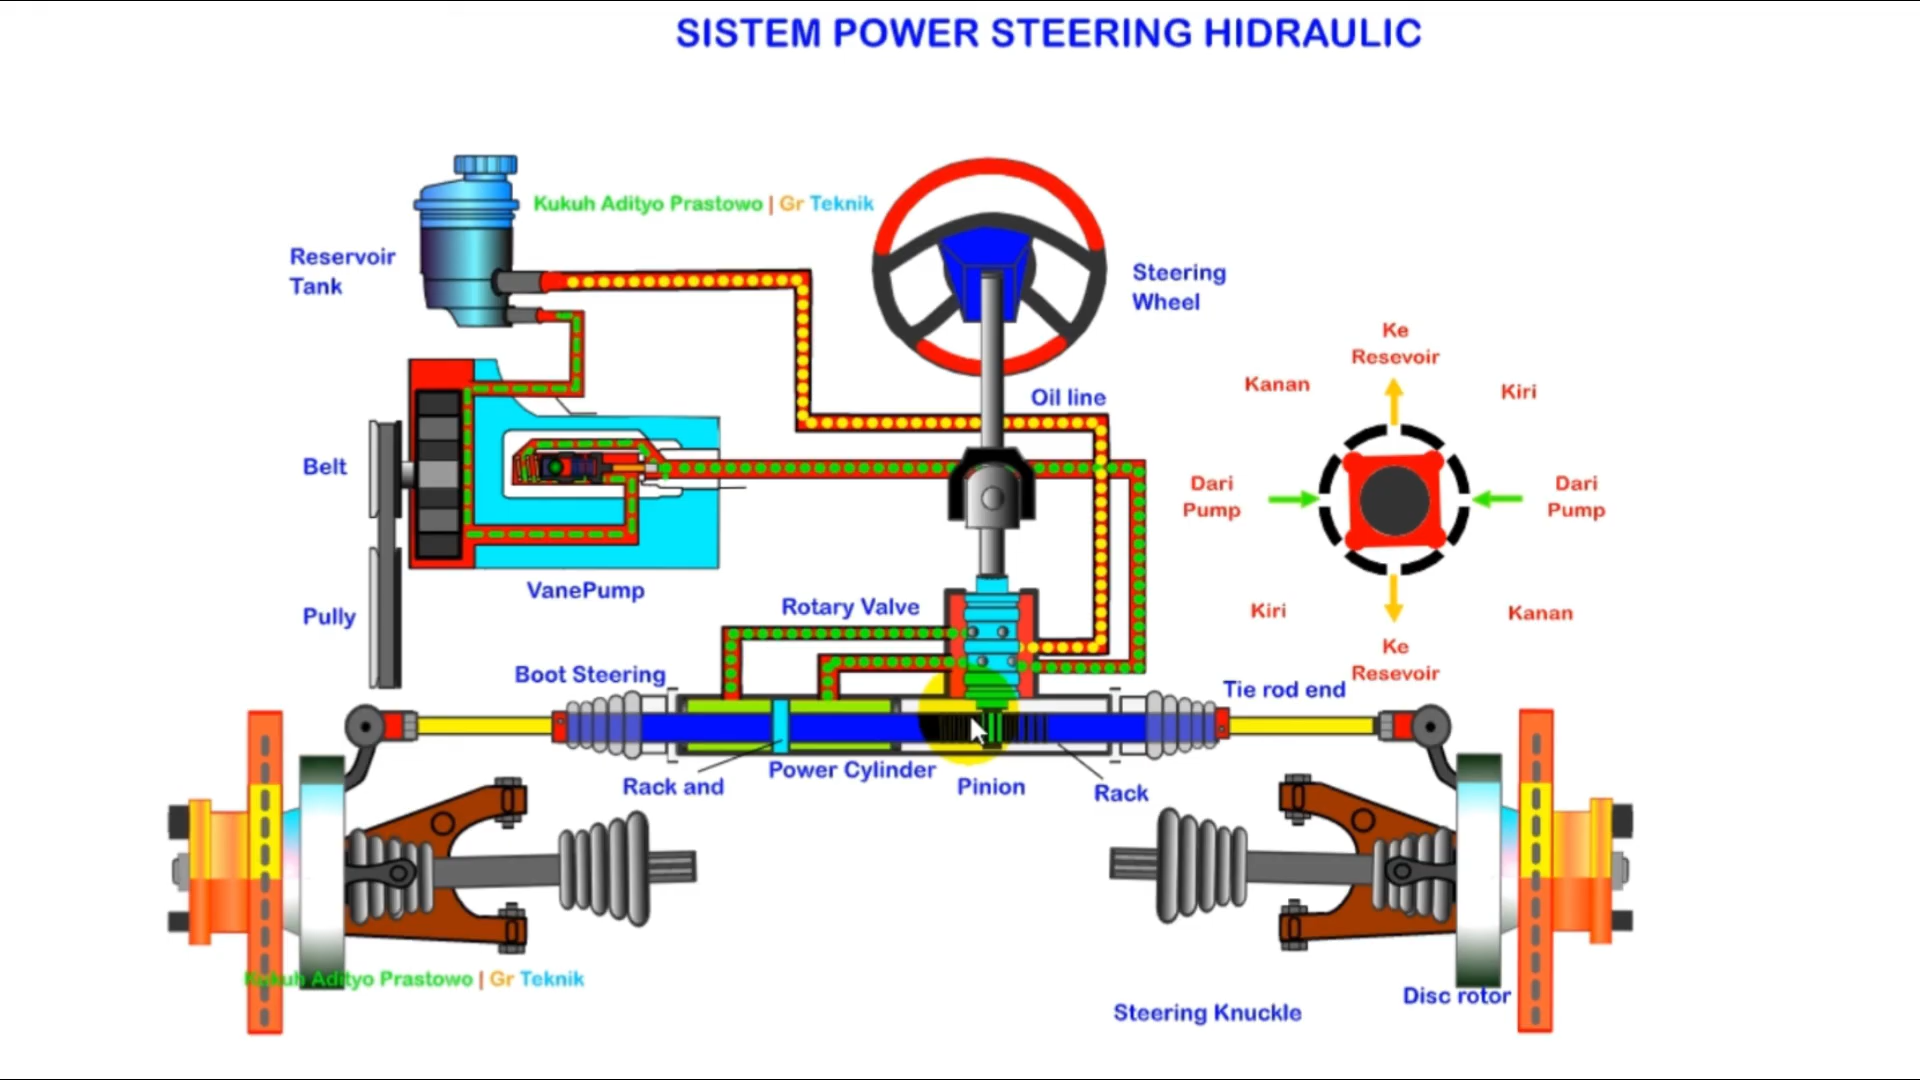 SISTEM POWER STEERING HIDRAULIC
Kukuh Adityo Prastowo | Gr Teknik
Reservoir
Tank
Steering
Wheel
Oil line
Ke
Resevoir
Kanan
Kiri
Belt
Dari
Pump
Dari
Pump
VanePump
Rotary Valve
Pully
Kiri
Kanan
Ke
Resevoir
Boot Steering
Tie rod end
Power Cylinder
Rack and
Pinion
Rack
Kukuh Adityo Prastowo | Gr Teknik
Disc rotor
Steering Knuckle